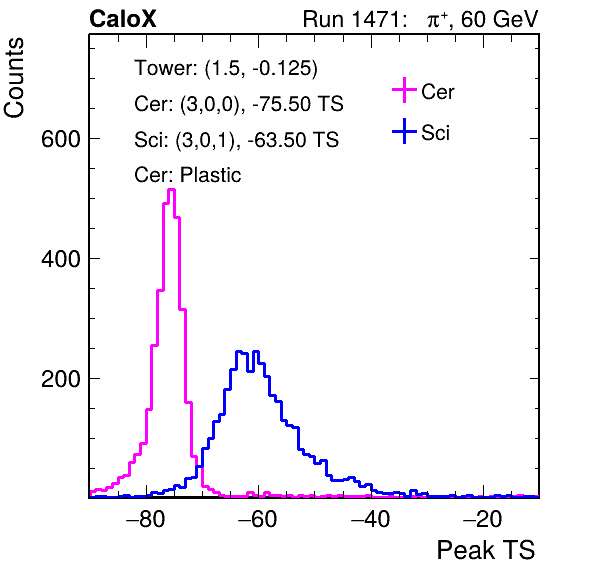 CaloX Run 1471: π⁺, 60 GeV
Counts
Tower: (1.5, -0.125)
Cer: (3,0,0), -75.50 TS
Sci: (3,0,1), -63.50 TS
Cer: Plastic
Cer
Sci
600
400
200
−80 −60 −40 −20
Peak TS